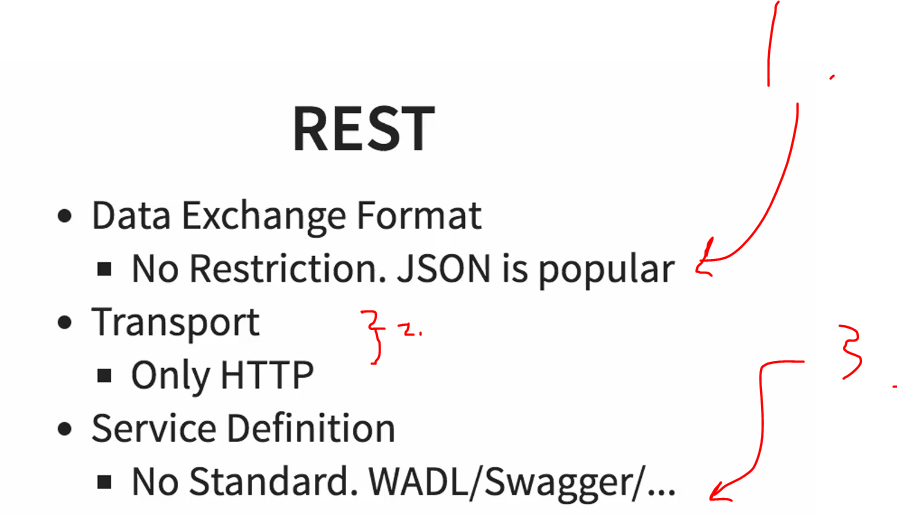 1.
REST
• Data Exchange Format
▪ No Restriction. JSON is popular
• Transport
} 2.
▪ Only HTTP
3.
• Service Definition
▪ No Standard. WADL/Swagger/...